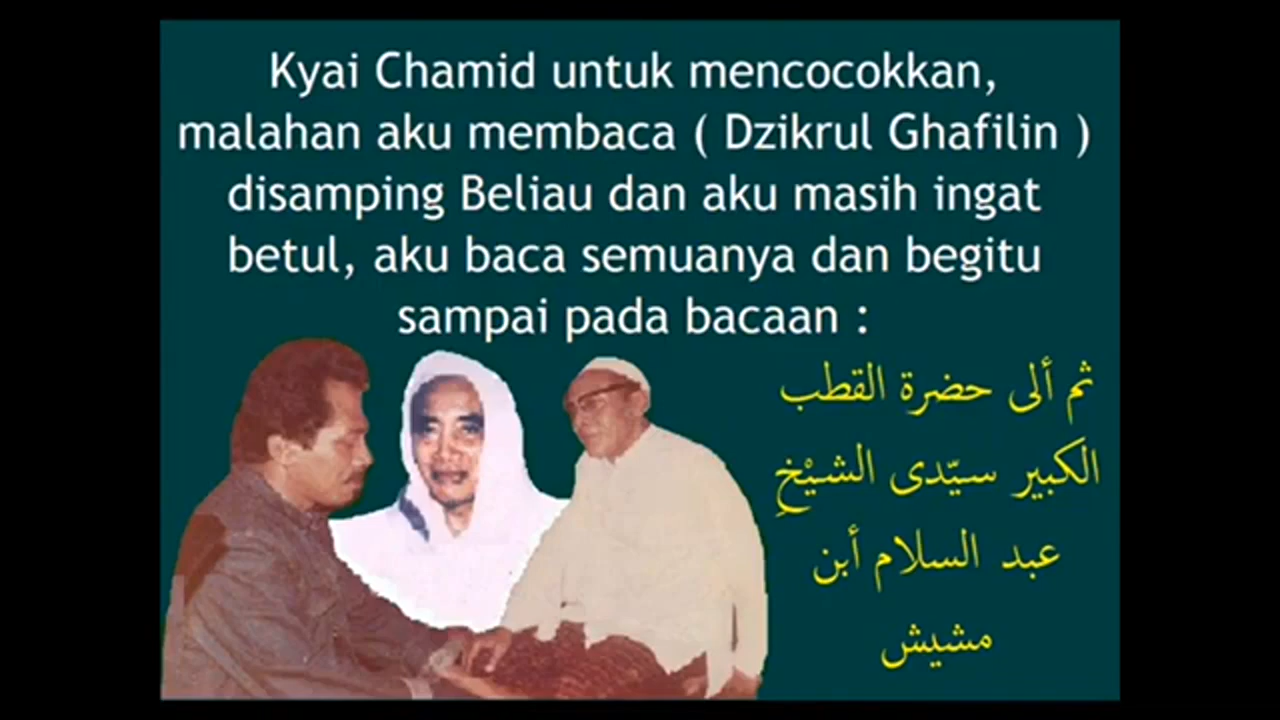 Kyai Chamid untuk mencocokkan,
malahan aku membaca ( Dzikrul Ghafilin )
disamping Beliau dan aku masih ingat
betul, aku baca semuanya dan begitu
sampai pada bacaan :
ثم ألى حضرة القطب
الكبير سيّدى الشيْخِ
عبد السلام أبن
مشيش